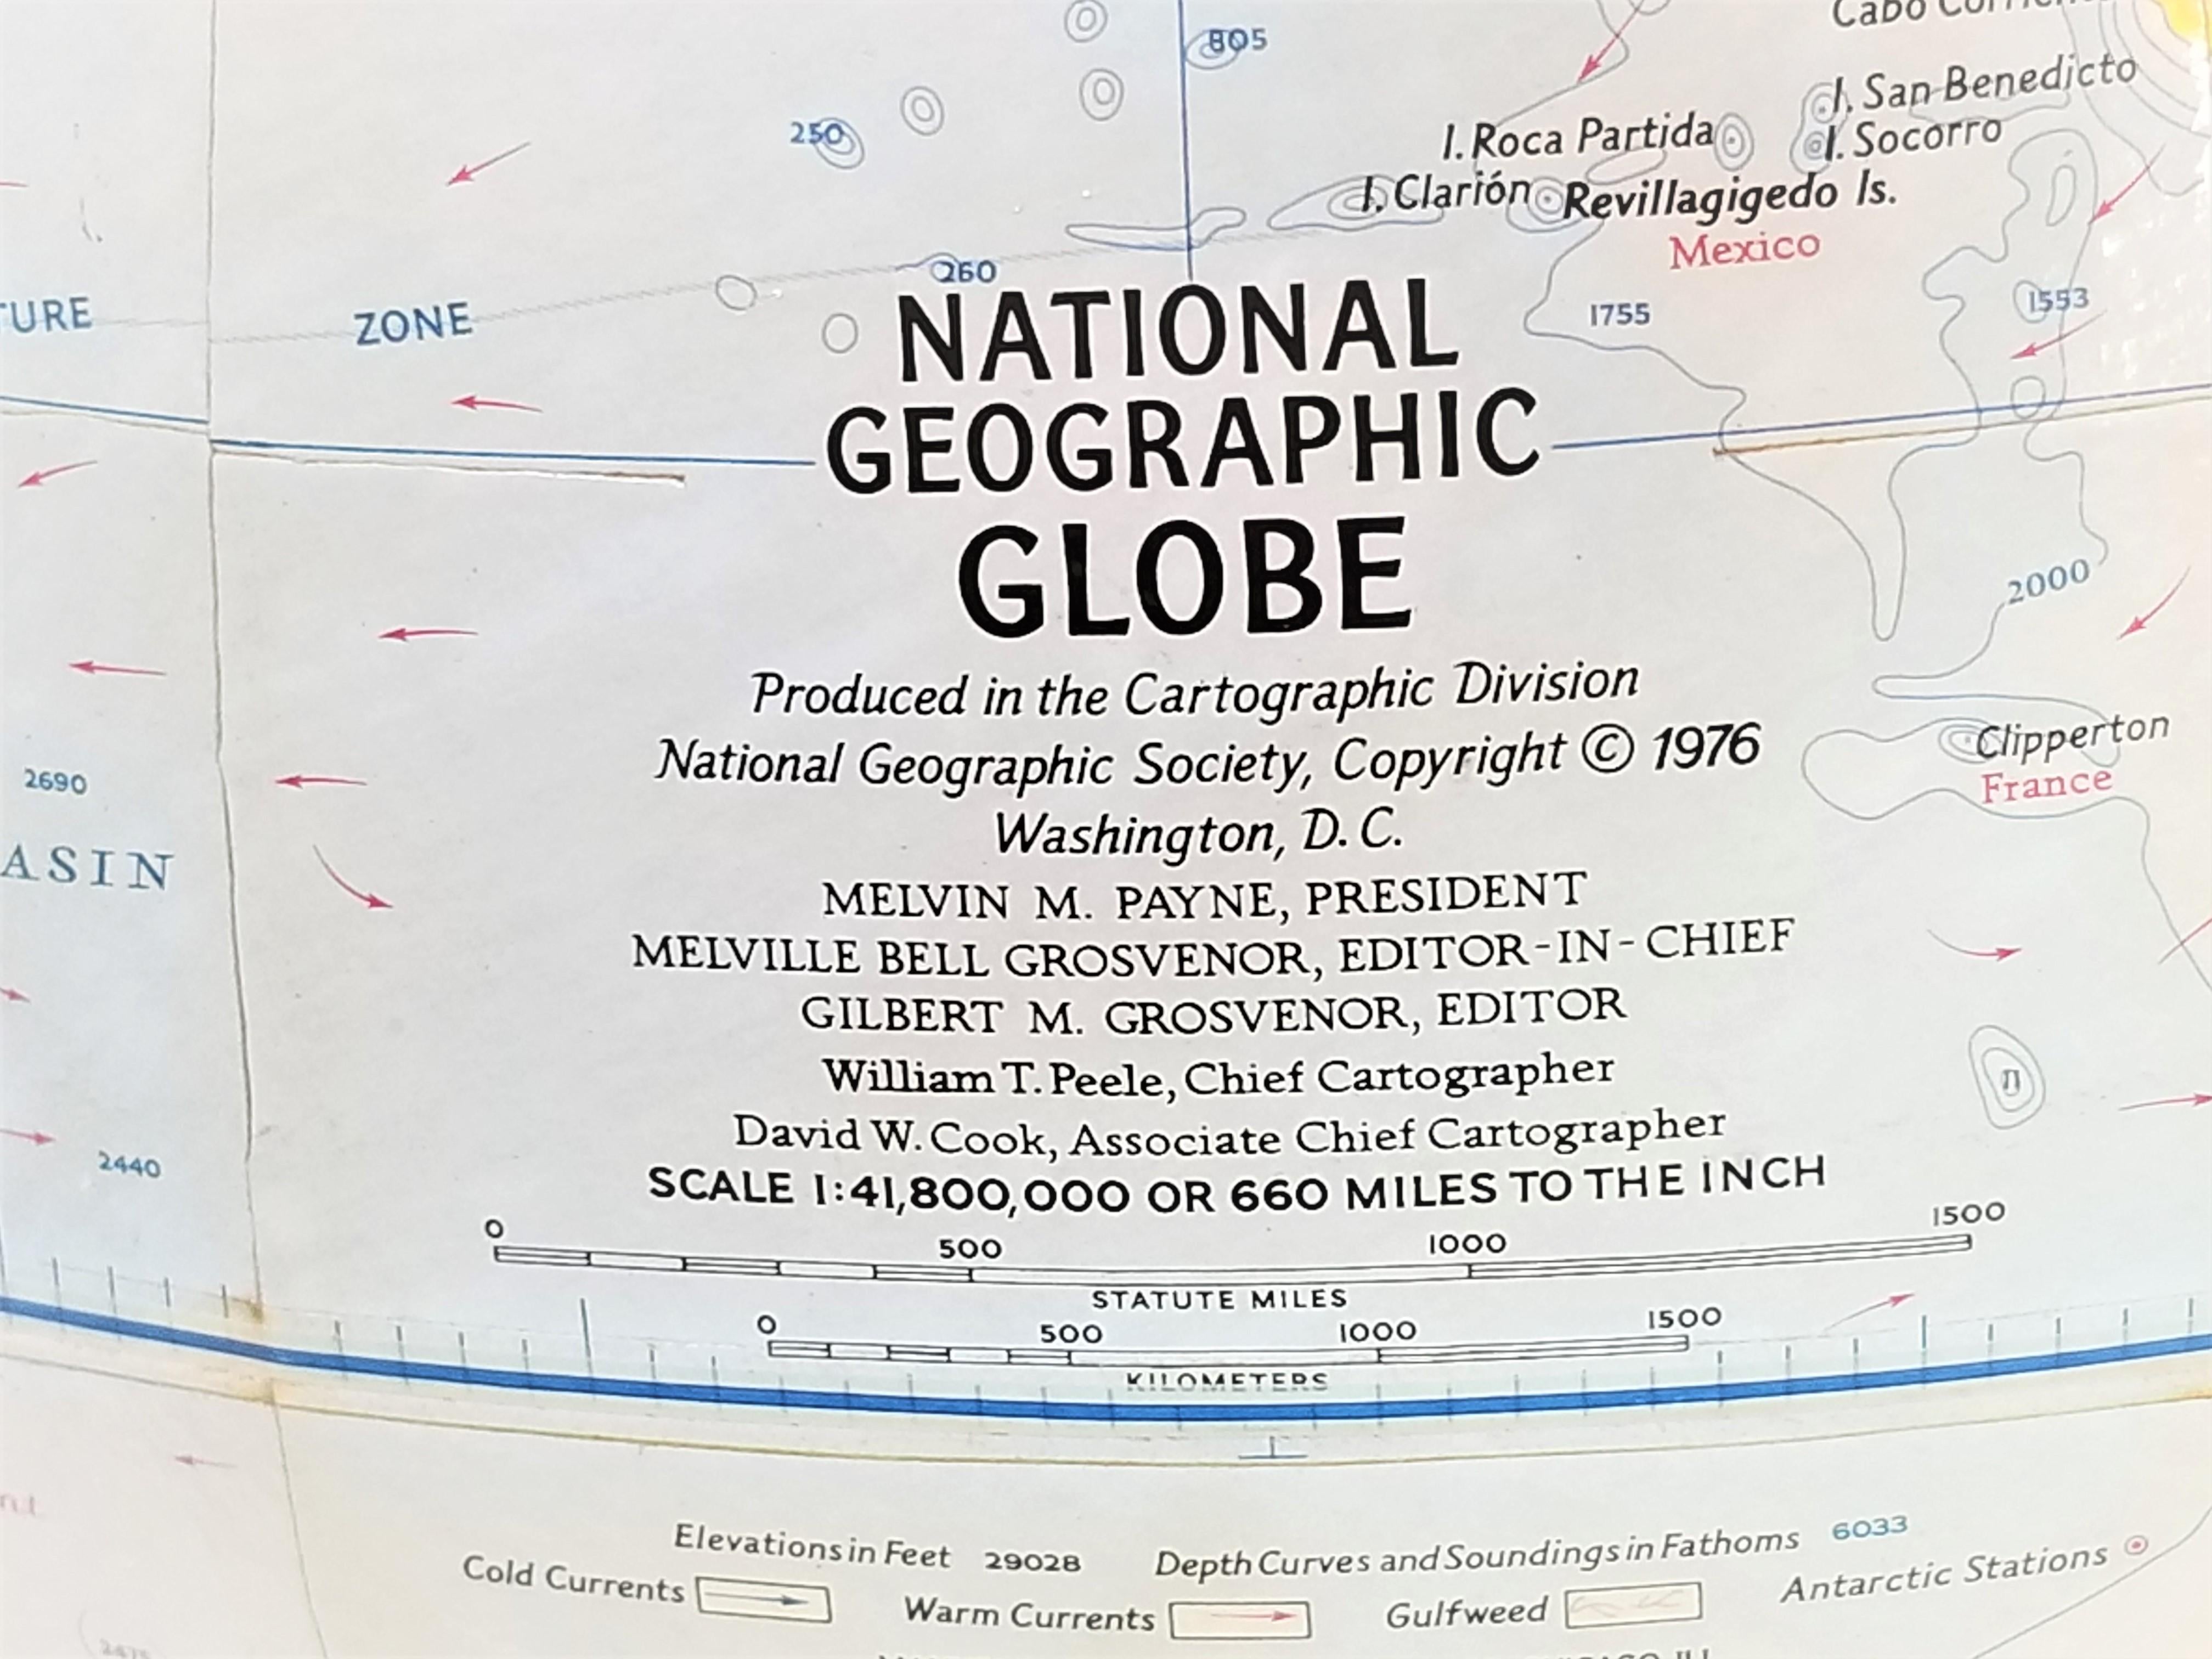 805
I. San Benedicto
250
I. Roca Partida
I. Socorro
I. Clarión
Revillagigedo Is.
Mexico
260
1553
ZONE
1755
NATIONAL
GEOGRAPHIC
GLOBE
2000
Produced in the Cartographic Division
National Geographic Society, Copyright © 1976
Washington, D. C.
Clipperton
France
2690
ASIN
MELVIN M. PAYNE, PRESIDENT
MELVILLE BELL GROSVENOR, EDITOR-IN-CHIEF
GILBERT M. GROSVENOR, EDITOR
William T. Peele, Chief Cartographer
David W. Cook, Associate Chief Cartographer
2440
SCALE 1:41,800,000 OR 660 MILES TO THE INCH
0 500 1000 1500
STATUTE MILES
0 500 1000 1500
KILOMETERS
Elevations in Feet 29028 Depth Curves and Soundings in Fathoms 6033
Cold Currents Warm Currents Gulfweed Antarctic Stations